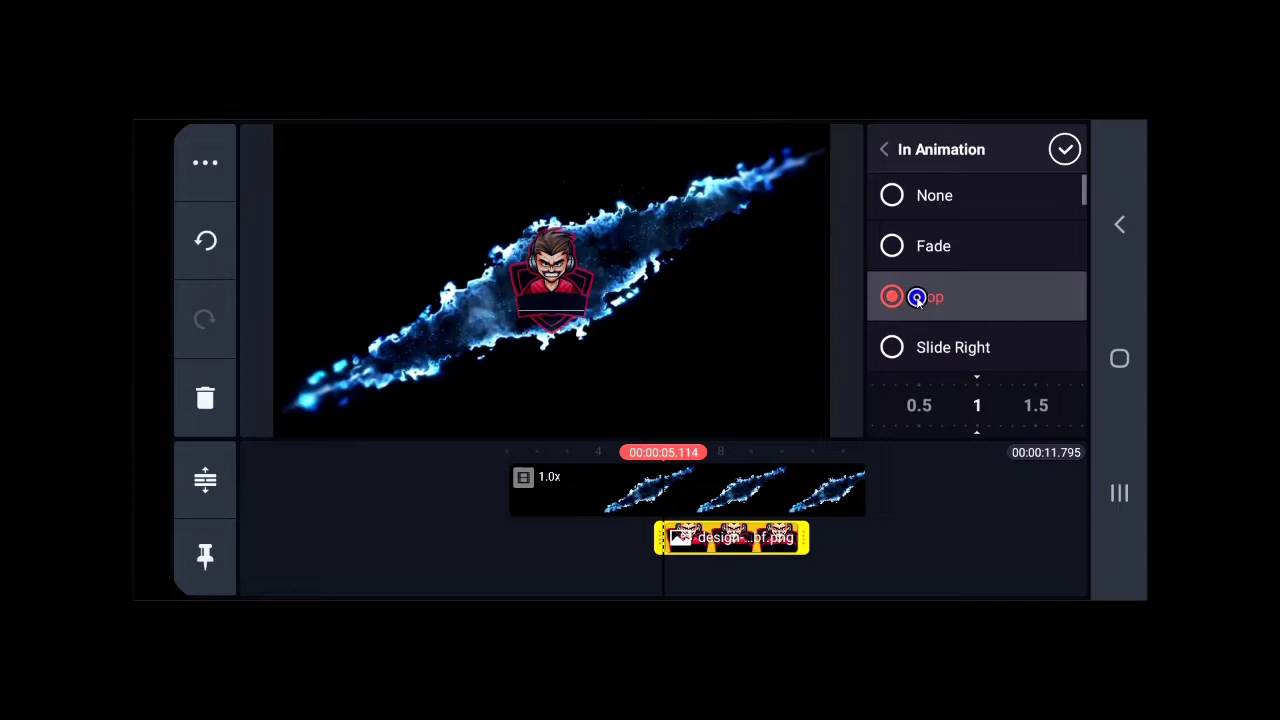 In Animation
None
Fade
op
Slide Right
0.5 1 1.5
4 00:00:05.114 8 00:00:11.795
1.0x
design-...bf.png